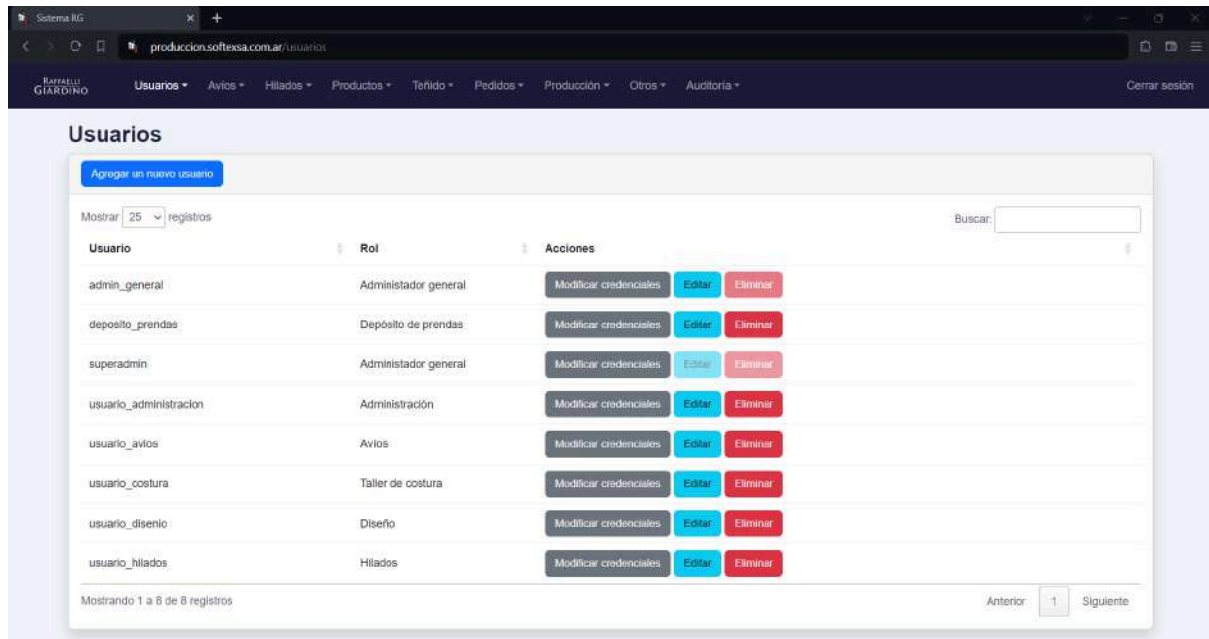 Sistema RG
produccion.softexsa.com.ar/usuarios
RAFFAELLI
GIARDINO
Usuarios Avíos Hilados Productos Teñido Pedidos Producción Otros Auditoría Cerrar sesión
Usuarios
Agregar un nuevo usuario
Mostrar 25 registros Buscar:
Usuario Rol Acciones
admin_general Administador general Modificar credenciales Editar Eliminar
deposito_prendas Depósito de prendas Modificar credenciales Editar Eliminar
superadmin Administador general Modificar credenciales Editar Eliminar
usuario_administracion Administración Modificar credenciales Editar Eliminar
usuario_avios Avíos Modificar credenciales Editar Eliminar
usuario_costura Taller de costura Modificar credenciales Editar Eliminar
usuario_disenio Diseño Modificar credenciales Editar Eliminar
usuario_hilados Hilados Modificar credenciales Editar Eliminar
Mostrando 1 a 8 de 8 registros Anterior 1 Siguiente